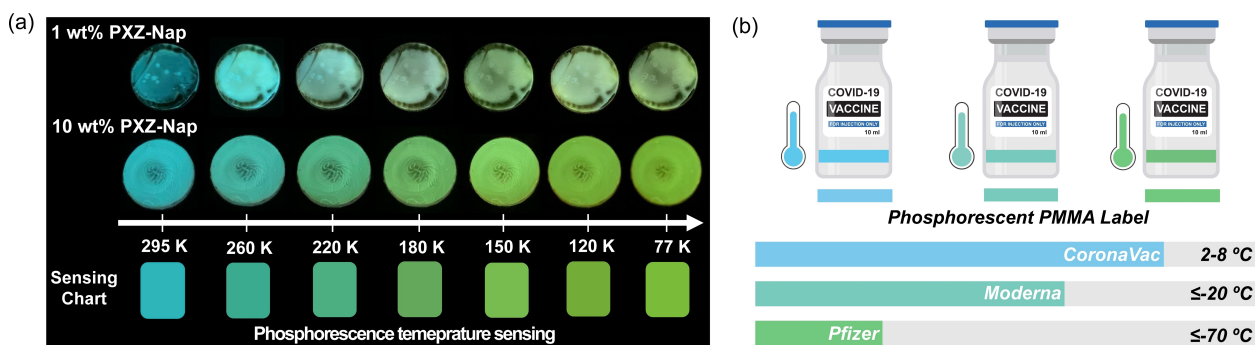 (a)
1 wt% PXZ-Nap
10 wt% PXZ-Nap
295 K 260 K 220 K 180 K 150 K 120 K 77 K
Sensing
Chart
Phosphorescence temeprature sensing
(b)
COVID-19 COVID-19 COVID-19
VACCINE VACCINE VACCINE
FOR INJECTION ONLY FOR INJECTION ONLY FOR INJECTION ONLY
10 ml 10 ml 10 ml
Phosphorescent PMMA Label
CoronaVac 2-8 ºC
Moderna ≤-20 ºC
Pfizer ≤-70 ºC